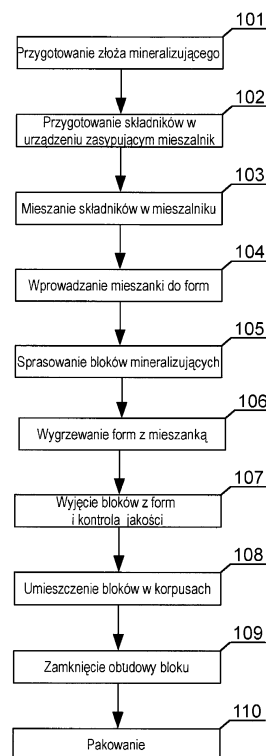 101
Przygotowanie złoża mineralizującego
102
Przygotowanie składników w
urządzeniu zasypującym mieszalnik
103
Mieszanie składników w mieszalniku
104
Wprowadzanie mieszanki do form
105
Sprasowanie bloków mineralizujących
106
Wygrzewanie form z mieszanką
107
Wyjęcie bloków z form
i kontrola jakości
108
Umieszczenie bloków w korpusach
109
Zamknięcie obudowy bloku
110
Pakowanie